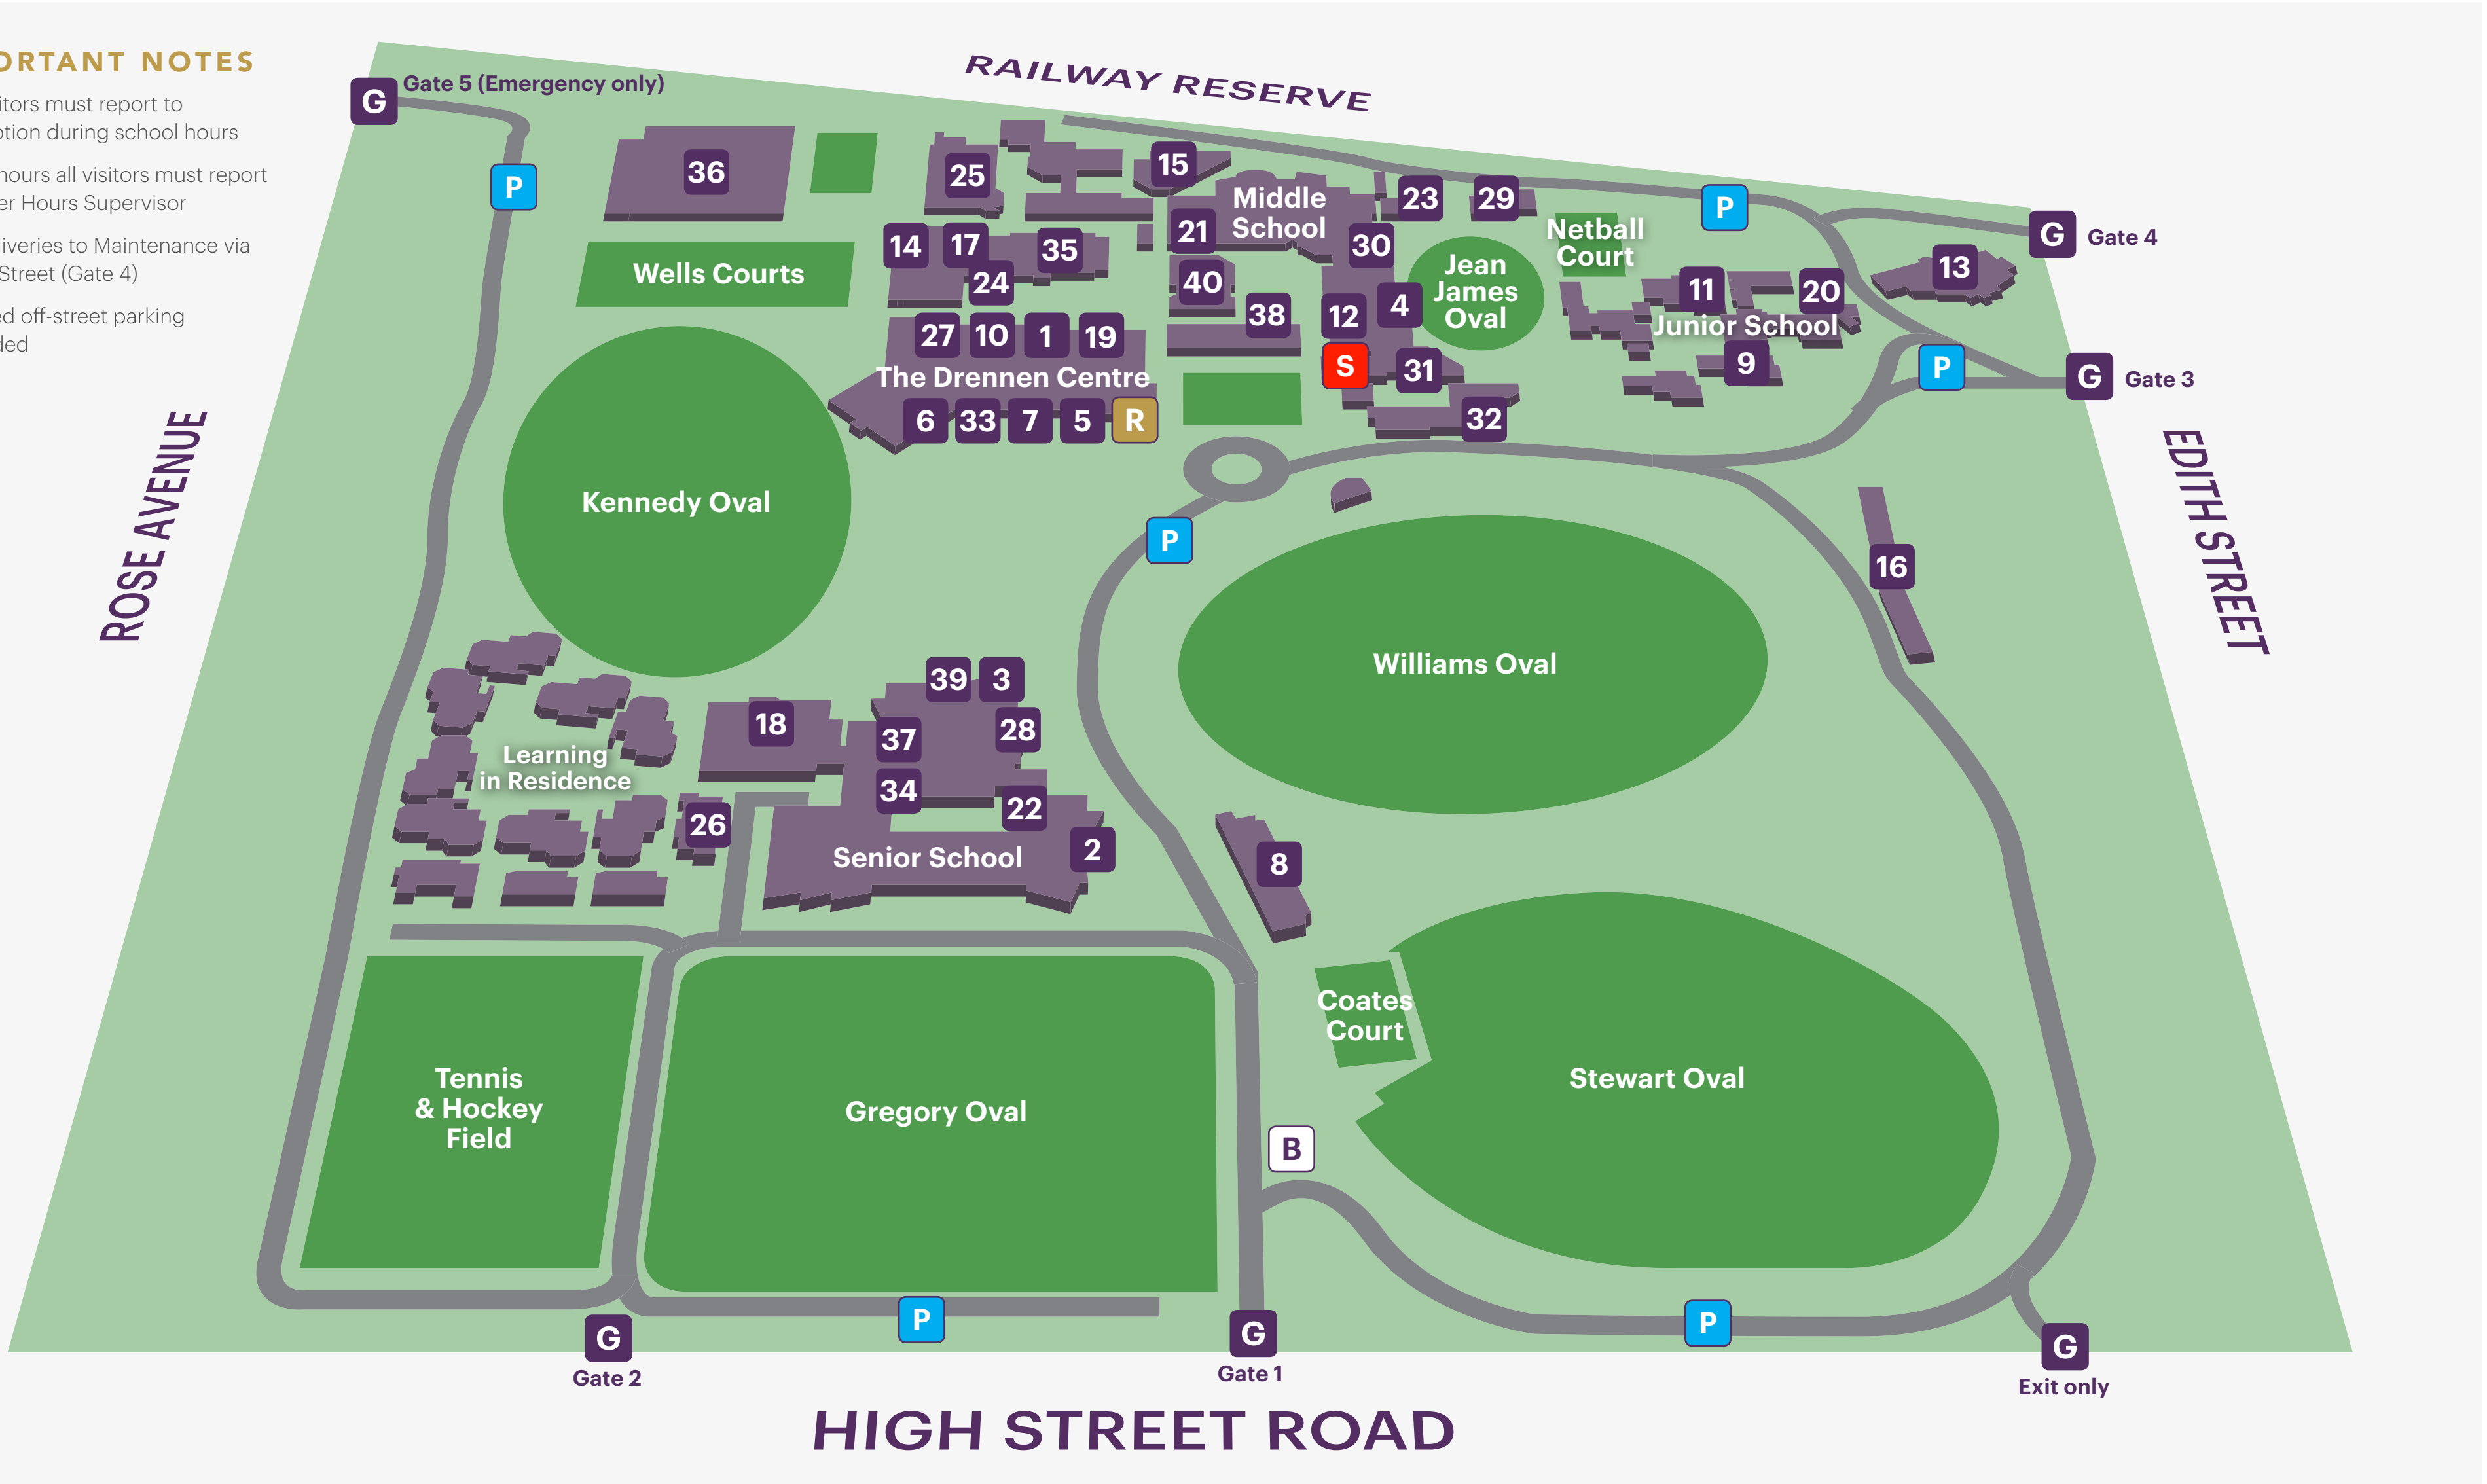 ORTANT NOTES
itors must report to
ption during school hours
hours all visitors must report
er Hours Supervisor
liveries to Maintenance via
Street (Gate 4)
ed off-street parking
ded
RAILWAY RESERVE
G Gate 5 (Emergency only)
P
36
25
15
Middle
School
23
29
P
G Gate 4
14
17
35
24
21
30
Netball
Court
13
Wells Courts
40
38
12
4
Jean
James
Oval
11
20
Junior School
9
27 10 1 19
The Drennen Centre
6 33 7 5 R
S
31
32
P
G Gate 3
ROSE AVENUE
EDITH STREET
Kennedy Oval
P
16
Williams Oval
39 3
18
37
28
Learning
in Residence
34
22
26
Senior School
2
8
Coates
Court
Tennis
& Hockey
Field
Gregory Oval
Stewart Oval
B
P
P
G
Gate 2
G
Gate 1
G
Exit only
HIGH STREET ROAD